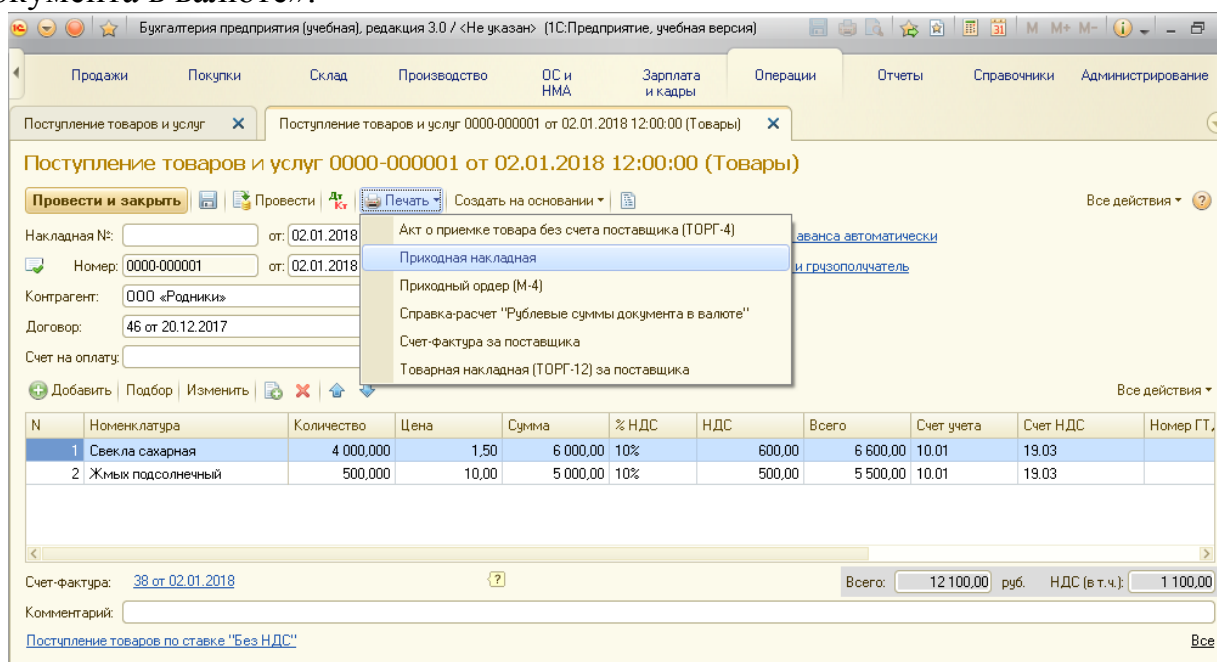 окумента в валюте».
Бухгалтерия предприятия (учебная), редакция 3.0 / <Не указан> (1С:Предприятие, учебная версия)
M M+ M-
Продажи Покупки Склад Производство ОС и НМА Зарплата и кадры Операции Отчеты Справочники Администрирование
Поступление товаров и услуг Поступление товаров и услуг 0000-000001 от 02.01.2018 12:00:00 (Товары)
Поступление товаров и услуг 0000-000001 от 02.01.2018 12:00:00 (Товары)
Провести и закрыть Провести Дт Кт Печать Создать на основании Все действия
Накладная №: от: 02.01.2018 аванса автоматически
Номер: 0000-000001 от: 02.01.2018 и грузополучатель
Контрагент: ООО «Родники»
Договор: 46 от 20.12.2017
Счет на оплату:
Акт о приемке товара без счета поставщика (ТОРГ-4)
Приходная накладная
Приходный ордер (М-4)
Справка-расчет "Рублевые суммы документа в валюте"
Счет-фактура за поставщика
Товарная накладная (ТОРГ-12) за поставщика
Добавить Подбор Изменить Все действия
N Номенклатура Количество Цена Сумма % НДС НДС Всего Счет учета Счет НДС Номер ГТ
1 Свекла сахарная 4 000,000 1,50 6 000,00 10% 600,00 6 600,00 10.01 19.03
2 Жмых подсолнечный 500,000 10,00 5 000,00 10% 500,00 5 500,00 10.01 19.03
Счет-фактура: 38 от 02.01.2018 ? Всего: 12 100,00 руб. НДС (в т.ч.): 1 100,00
Комментарий:
Поступление товаров по ставке "Без НДС" Все